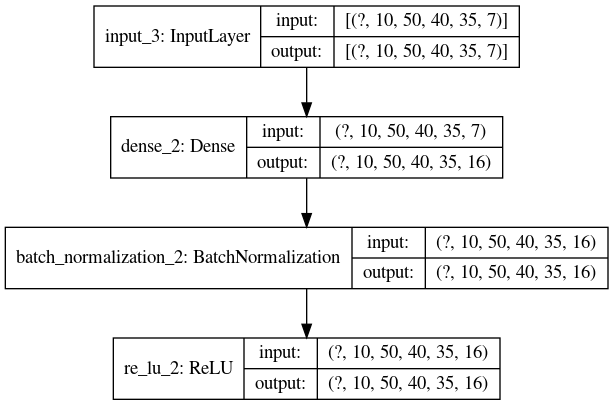 input_3: InputLayer
input: [(?, 10, 50, 40, 35, 7)]
output: [(?, 10, 50, 40, 35, 7)]
dense_2: Dense
input: (?, 10, 50, 40, 35, 7)
output: (?, 10, 50, 40, 35, 16)
batch_normalization_2: BatchNormalization
input: (?, 10, 50, 40, 35, 16)
output: (?, 10, 50, 40, 35, 16)
re_lu_2: ReLU
input: (?, 10, 50, 40, 35, 16)
output: (?, 10, 50, 40, 35, 16)